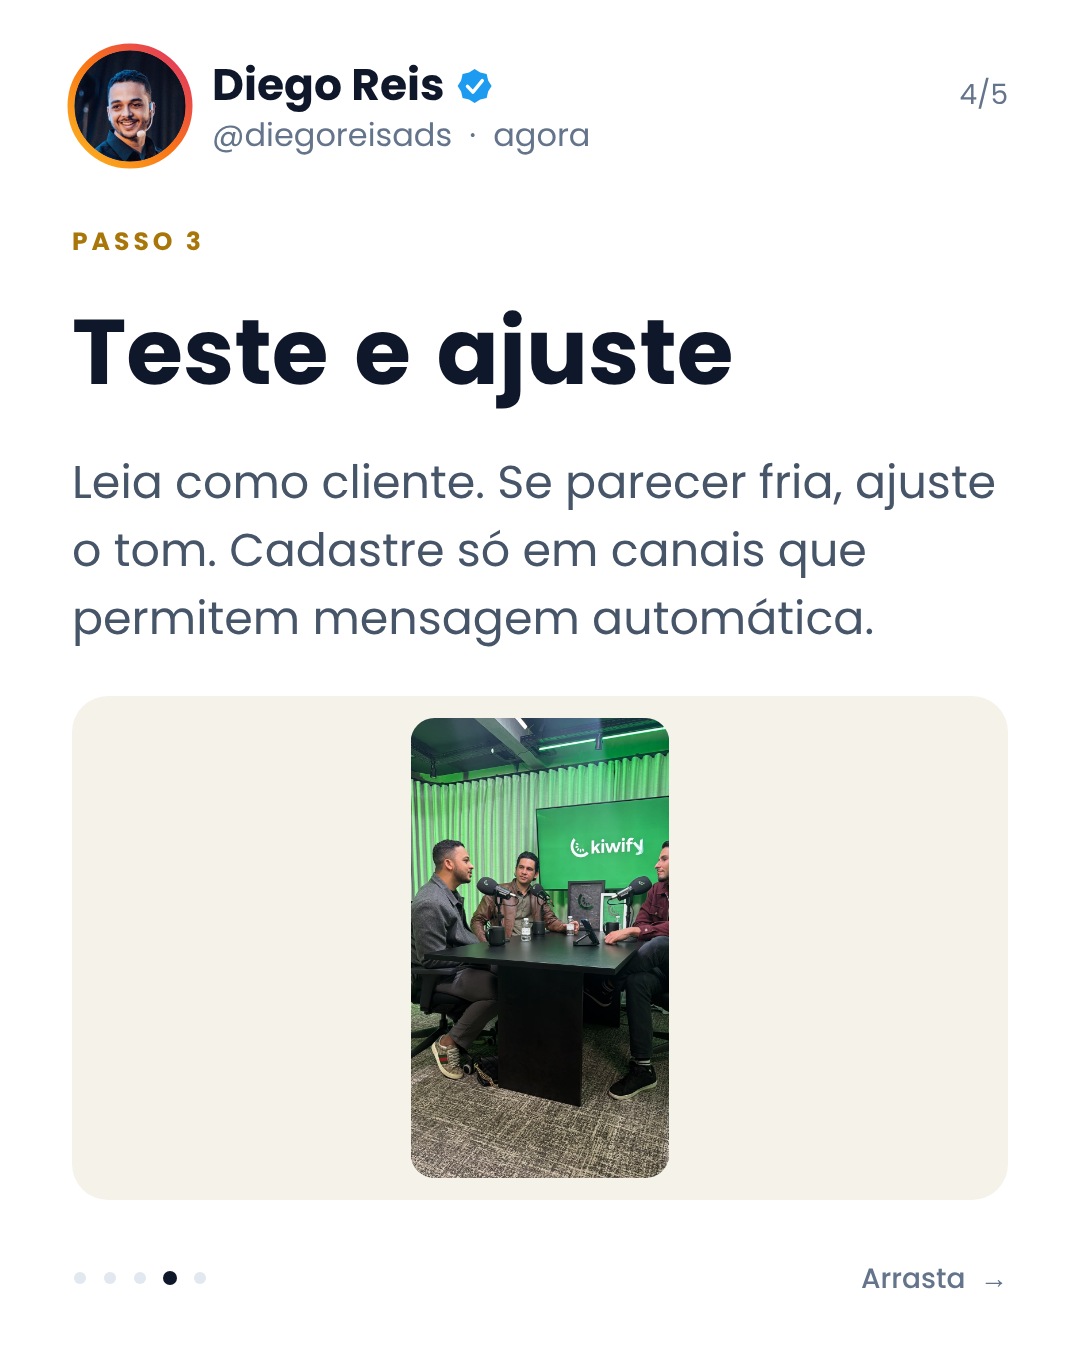 Diego Reis
@diegoreisads · agora
4/5
PASSO 3
Teste e ajuste
Leia como cliente. Se parecer fria, ajuste
o tom. Cadastre só em canais que
permitem mensagem automática.
kiwify
Arrasta →